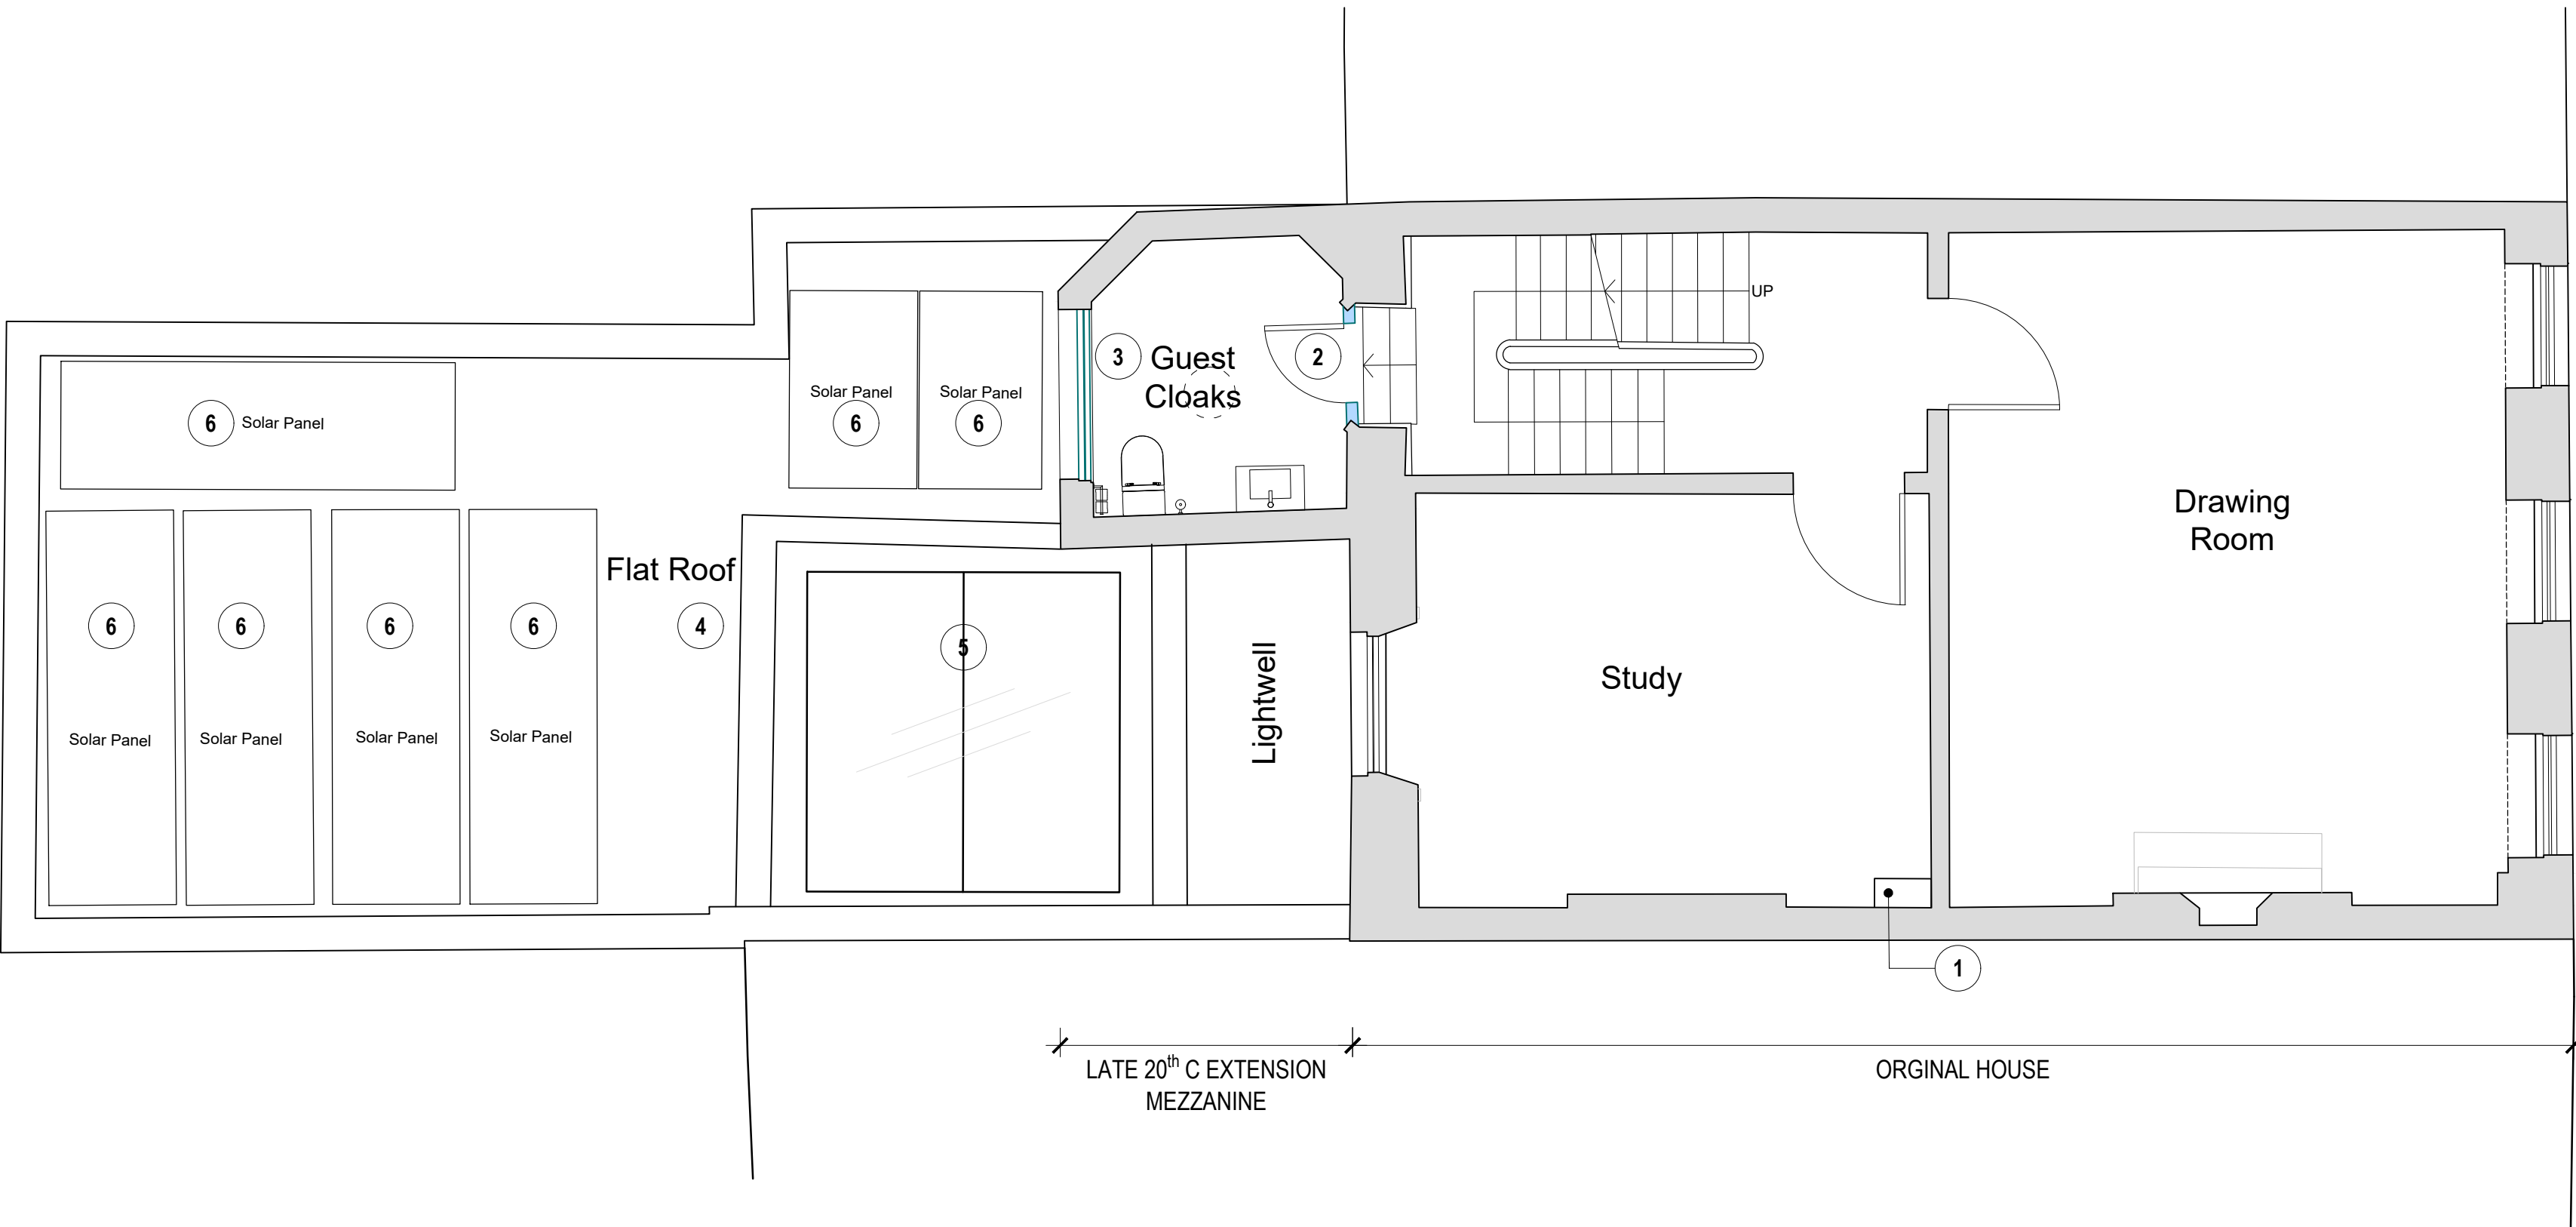 UP
3
Guest
Cloaks
2
Solar Panel
6
Solar Panel
6
6
Solar Panel
Drawing
Room
Flat Roof
6
6
6
6
4
5
Lightwell
Study
Solar Panel
Solar Panel
Solar Panel
Solar Panel
1
LATE 20th C EXTENSION
MEZZANINE
ORGINAL HOUSE